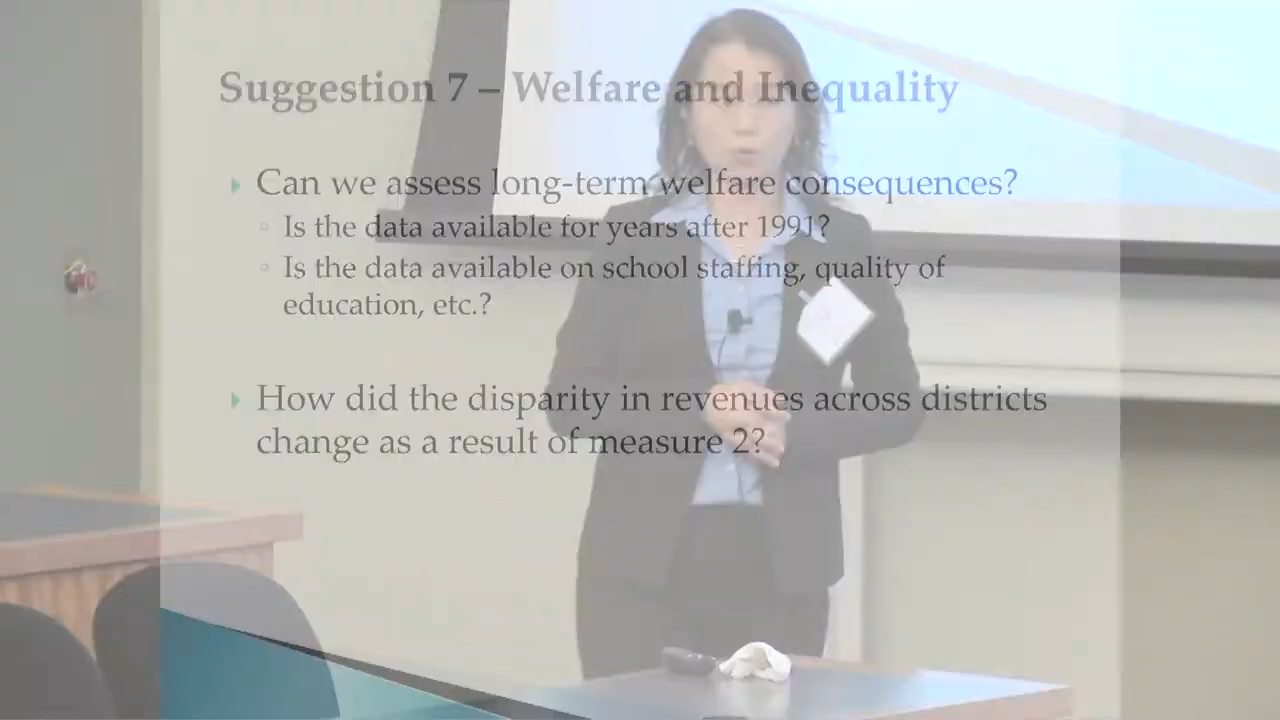 Suggestion 7 – Welfare and Inequality
Can we assess long-term welfare consequences?
Is the data available for years after 1991?
Is the data available on school staffing, quality of
education, etc.?
How did the disparity in revenues across districts
change as a result of measure 2?